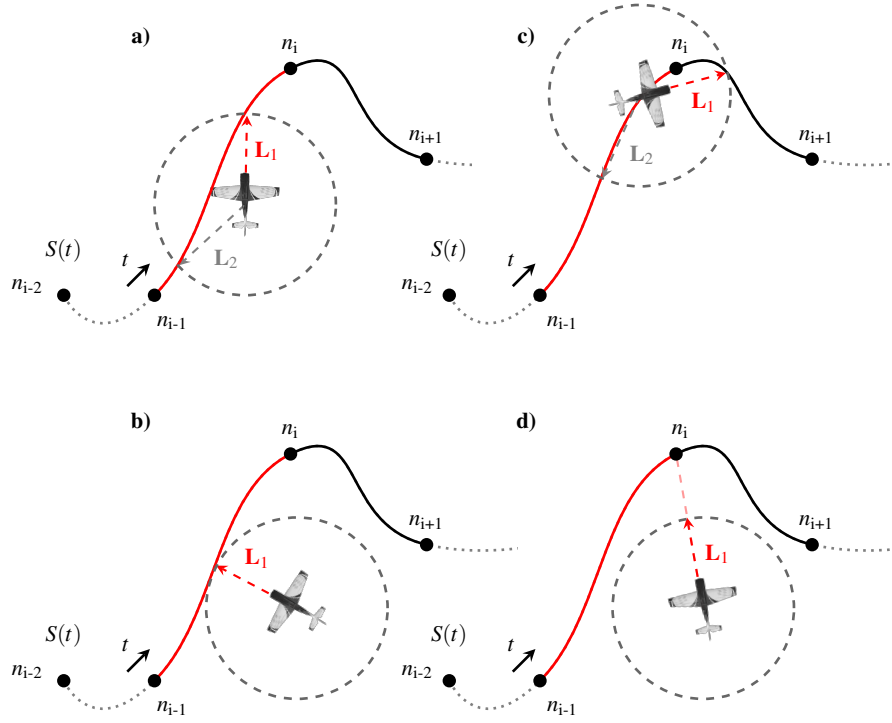 a)
n_i
L_1
L_2
n_{i+1}
S(t)
t
n_{i-2}
n_{i-1}
c)
n_i
L_1
L_2
n_{i+1}
S(t)
t
n_{i-2}
n_{i-1}
b)
n_i
L_1
n_{i+1}
S(t)
t
n_{i-2}
n_{i-1}
d)
n_i
L_1
n_{i+1}
S(t)
t
n_{i-2}
n_{i-1}